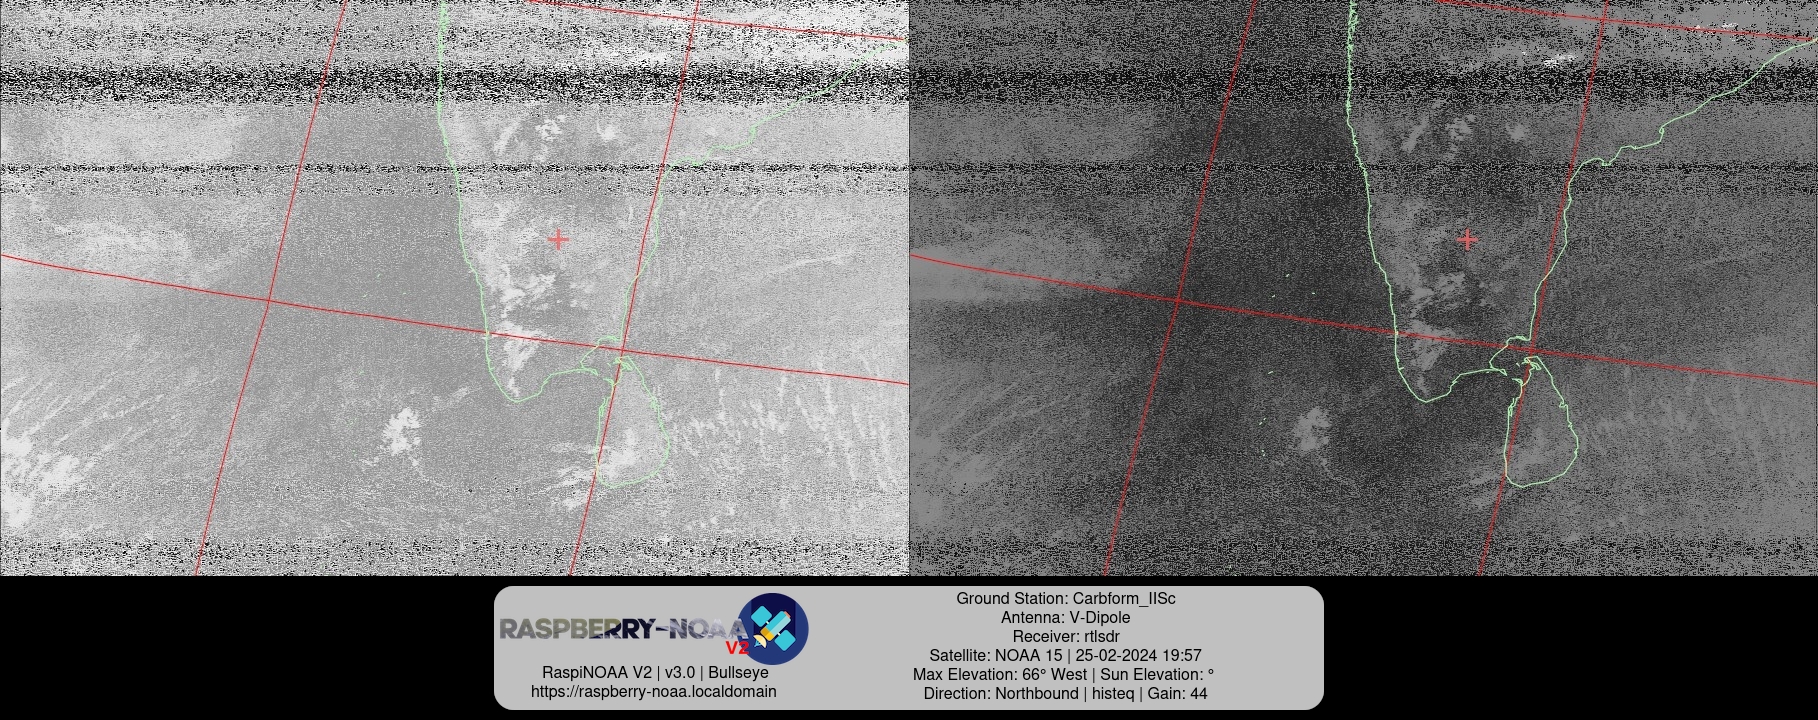 RASPBERRY-NOAA
V2
RaspiNOAA V2 | v3.0 | Bullseye
https://raspberry-noaa.localdomain
Ground Station: Carbform_IISc
Antenna: V-Dipole
Receiver: rtlsdr
Satellite: NOAA 15 | 25-02-2024 19:57
Max Elevation: 66° West | Sun Elevation: °
Direction: Northbound | histeq | Gain: 44